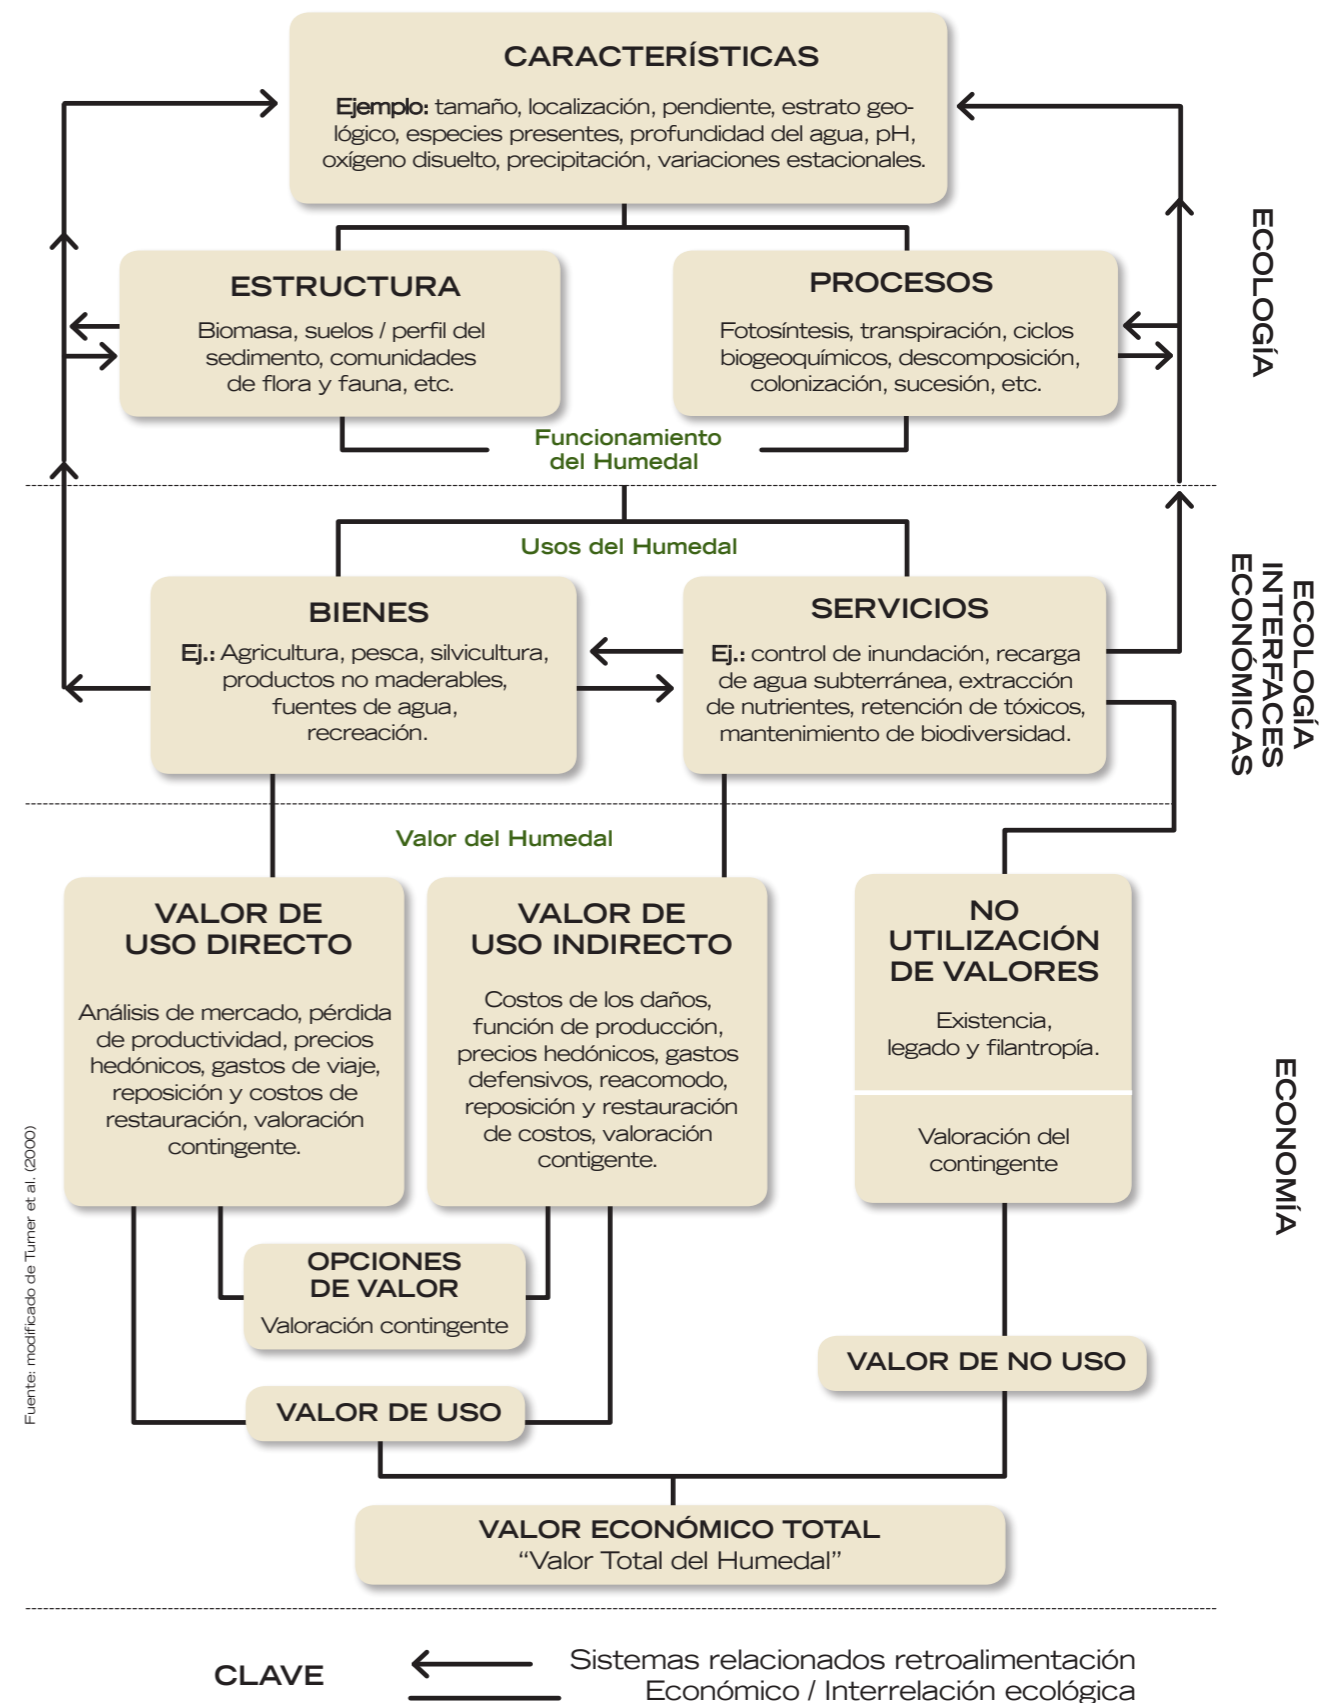 CARACTERÍSTICAS
Ejemplo: tamaño, localización, pendiente, estrato geo-
lógico, especies presentes, profundidad del agua, pH,
oxígeno disuelto, precipitación, variaciones estacionales.
ECOLOGÍA
ESTRUCTURA
Biomasa, suelos / perfil del
sedimento, comunidades
de flora y fauna, etc.
PROCESOS
Fotosíntesis, transpiración, ciclos
biogeoquímicos, descomposición,
colonización, sucesión, etc.
Funcionamiento
del Humedal
Usos del Humedal
ECOLOGÍA
INTERFACES
ECONÓMICAS
BIENES
Ej.: Agricultura, pesca, silvicultura,
productos no maderables,
fuentes de agua,
recreación.
SERVICIOS
Ej.: control de inundación, recarga
de agua subterránea, extracción
de nutrientes, retención de tóxicos,
mantenimiento de biodiversidad.
Valor del Humedal
VALOR DE
USO DIRECTO
Análisis de mercado, pérdida
de productividad, precios
hedónicos, gastos de viaje,
reposición y costos de
restauración, valoración
contingente.
VALOR DE
USO INDIRECTO
Costos de los daños,
función de producción,
precios hedónicos, gastos
defensivos, reacomodo,
reposición y restauración
de costos, valoración
contigente.
NO
UTILIZACIÓN
DE VALORES
Existencia,
legado y filantropía.
Valoración del
contingente
ECONOMÍA
Fuente: modificado de Turner et al. (2000)
OPCIONES
DE VALOR
Valoración contingente
VALOR DE NO USO
VALOR DE USO
VALOR ECONÓMICO TOTAL
“Valor Total del Humedal”
CLAVE
Sistemas relacionados retroalimentación
Económico / Interrelación ecológica